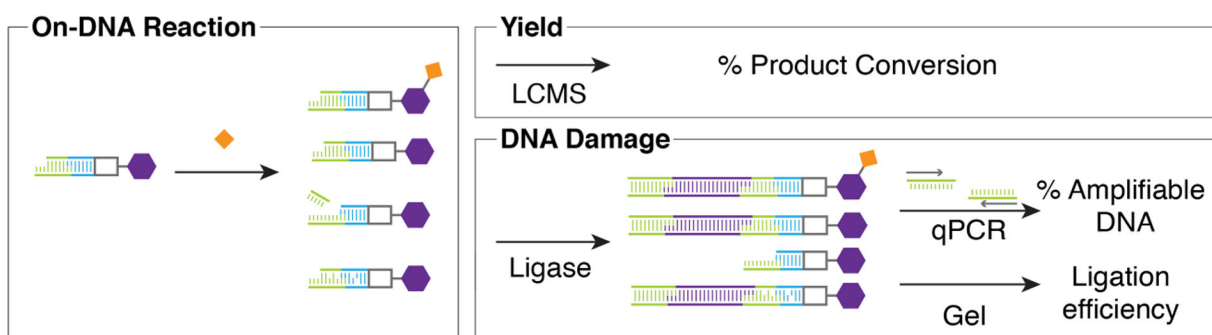 On-DNA Reaction
Yield
LCMS
% Product Conversion
DNA Damage
Ligase
qPCR
% Amplifiable
DNA
Gel
Ligation
efficiency